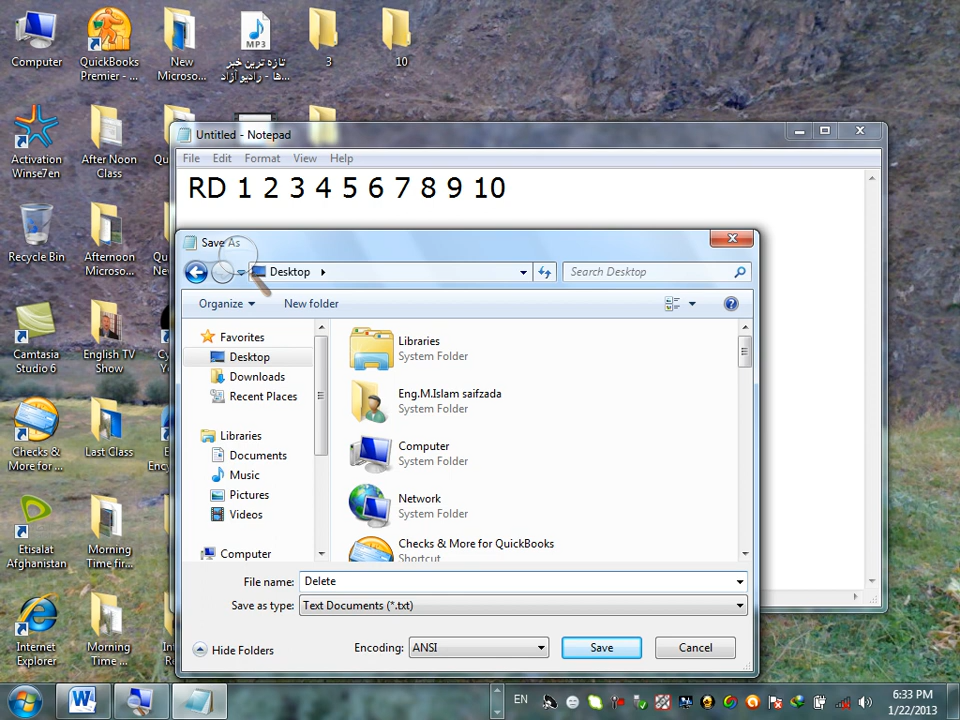 Computer
QuickBooks
Premier - ...
New
Microso...
تازه ترین خبر
ها - رادیو آزاد...
3
10
Activation
Winse7en
After Noon
Class
Recycle Bin
Afternoon
Microso...
Camtasia
Studio 6
English TV
Show
Checks &
More for ...
Last Class
Etisalat
Afghanistan
Morning
Time fir...
Internet
Explorer
Morning
Time ...
Untitled - Notepad
File Edit Format View Help
RD 1 2 3 4 5 6 7 8 9 10
Save As
Desktop
Search Desktop
Organize
New folder
Favorites
Desktop
Downloads
Recent Places
Libraries
Documents
Music
Pictures
Videos
Computer
Libraries
System Folder
Eng.M.Islam saifzada
System Folder
Computer
System Folder
Network
System Folder
Checks & More for QuickBooks
Shortcut
File name: Delete
Save as type: Text Documents (*.txt)
Hide Folders
Encoding: ANSI
Save
Cancel
EN
6:33 PM
1/22/2013